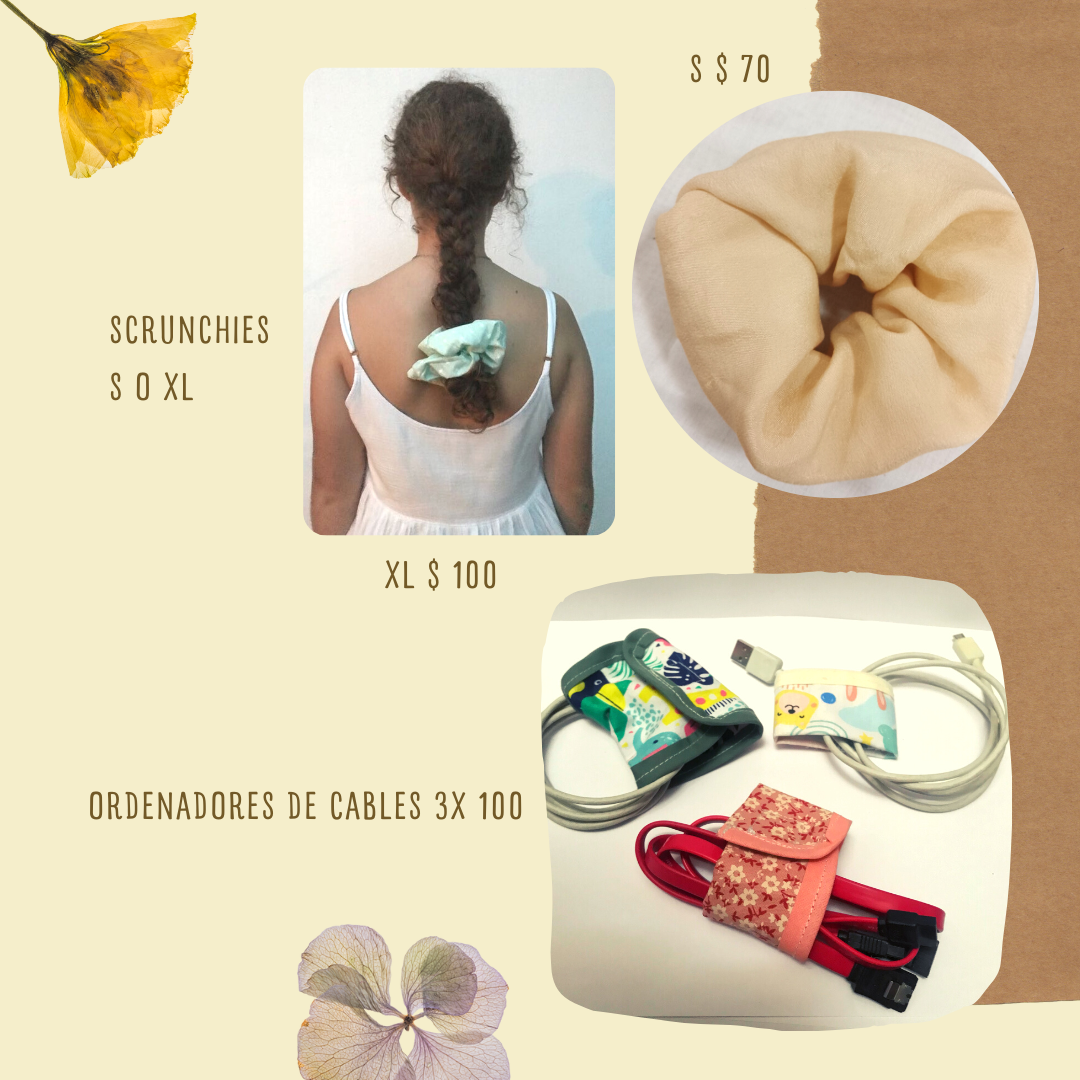 S $ 70
SCRUNCHIES
S O XL
XL $ 100
ORDENADORES DE CABLES 3X 100